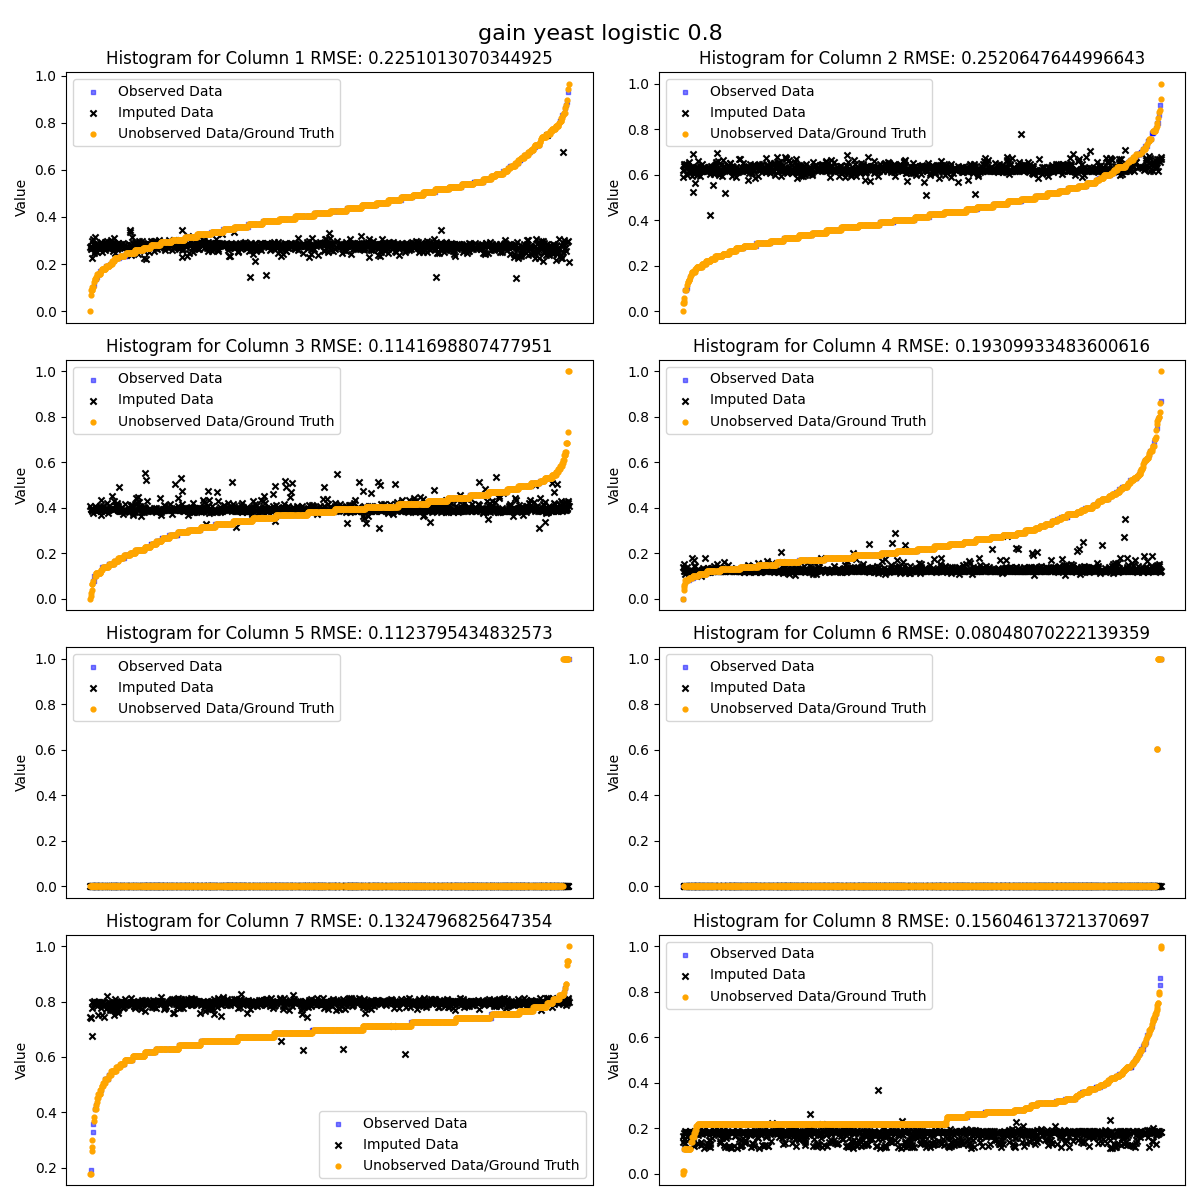 gain yeast logistic 0.8
Histogram for Column 1 RMSE: 0.2251013070344925
Histogram for Column 2 RMSE: 0.2520647644996643
1.0
0.8
0.6
0.4
0.2
0.0
Value
Observed Data
Imputed Data
Unobserved Data/Ground Truth
1.0
0.8
0.6
0.4
0.2
0.0
Value
Observed Data
Imputed Data
Unobserved Data/Ground Truth
Histogram for Column 3 RMSE: 0.1141698807477951
Histogram for Column 4 RMSE: 0.19309933483600616
1.0
0.8
0.6
0.4
0.2
0.0
Value
Observed Data
Imputed Data
Unobserved Data/Ground Truth
1.0
0.8
0.6
0.4
0.2
0.0
Value
Observed Data
Imputed Data
Unobserved Data/Ground Truth
Histogram for Column 5 RMSE: 0.1123795434832573
Histogram for Column 6 RMSE: 0.08048070222139359
1.0
0.8
0.6
0.4
0.2
0.0
Value
Observed Data
Imputed Data
Unobserved Data/Ground Truth
1.0
0.8
0.6
0.4
0.2
0.0
Value
Observed Data
Imputed Data
Unobserved Data/Ground Truth
Histogram for Column 7 RMSE: 0.1324796825647354
Histogram for Column 8 RMSE: 0.15604613721370697
1.0
0.8
0.6
0.4
0.2
Value
Observed Data
Imputed Data
Unobserved Data/Ground Truth
1.0
0.8
0.6
0.4
0.2
0.0
Value
Observed Data
Imputed Data
Unobserved Data/Ground Truth